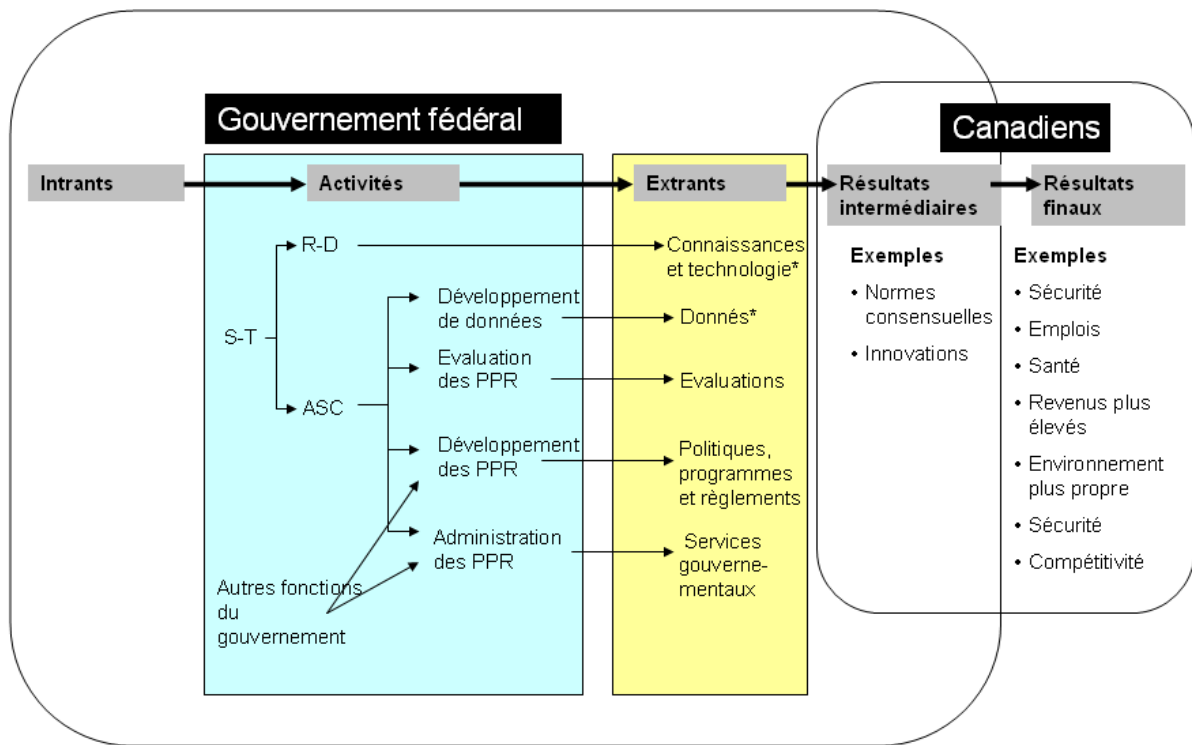 Gouvernement fédéral
Canadiens
Intrants
Activités
Extrants
Résultats
intermédiaires
Résultats
finaux
S-T
R-D
ASC
Autres fonctions
du
gouvernement
Développement
de données
Evaluation
des PPR
Développement
des PPR
Administration
des PPR
Connaissances
et technologie*
Donnés*
Evaluations
Politiques,
programmes
et règlements
Services
gouverne-
mentaux
Exemples
• Normes
consensuelles
• Innovations
Exemples
• Sécurité
• Emplois
• Santé
• Revenus plus
élevés
• Environnement
plus propre
• Sécurité
• Compétitivité